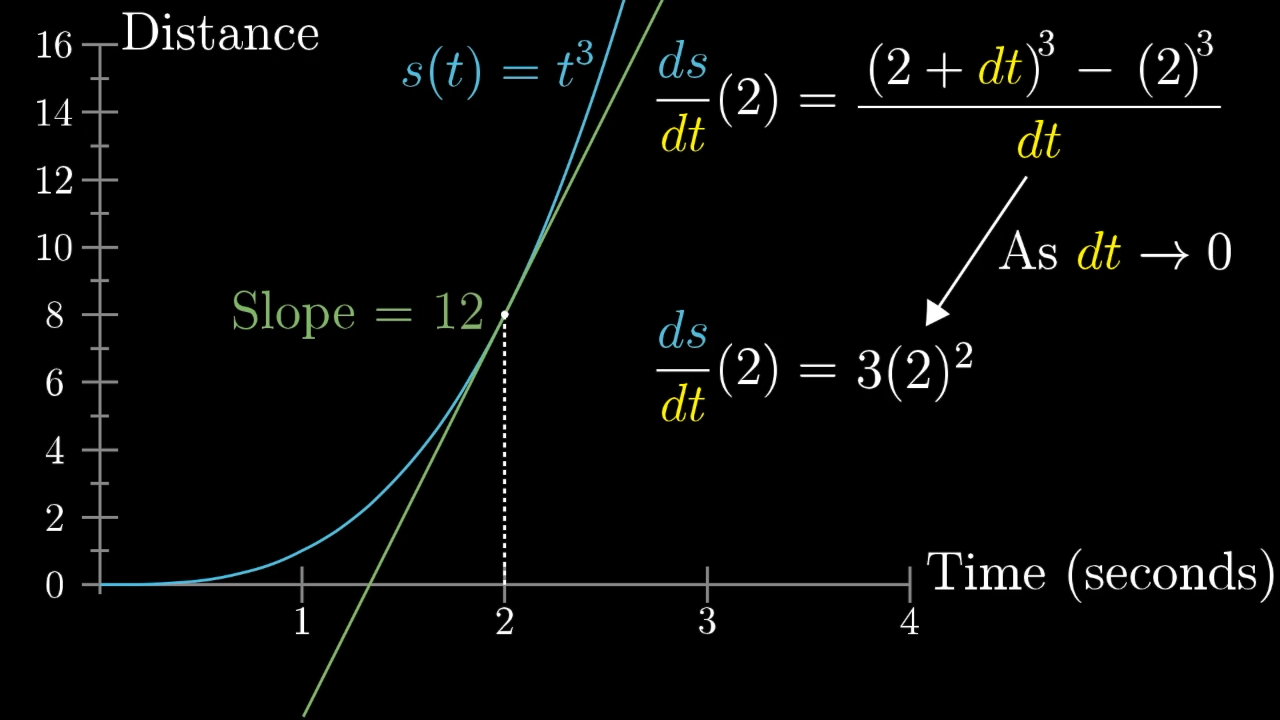 Distance
s(t) = t³
ds/dt (2) = ((2 + dt)³ − (2)³)/dt
As dt → 0
Slope = 12
ds/dt (2) = 3(2)²
16
14
12
10
8
6
4
2
0
1 2 3 4
Time (seconds)